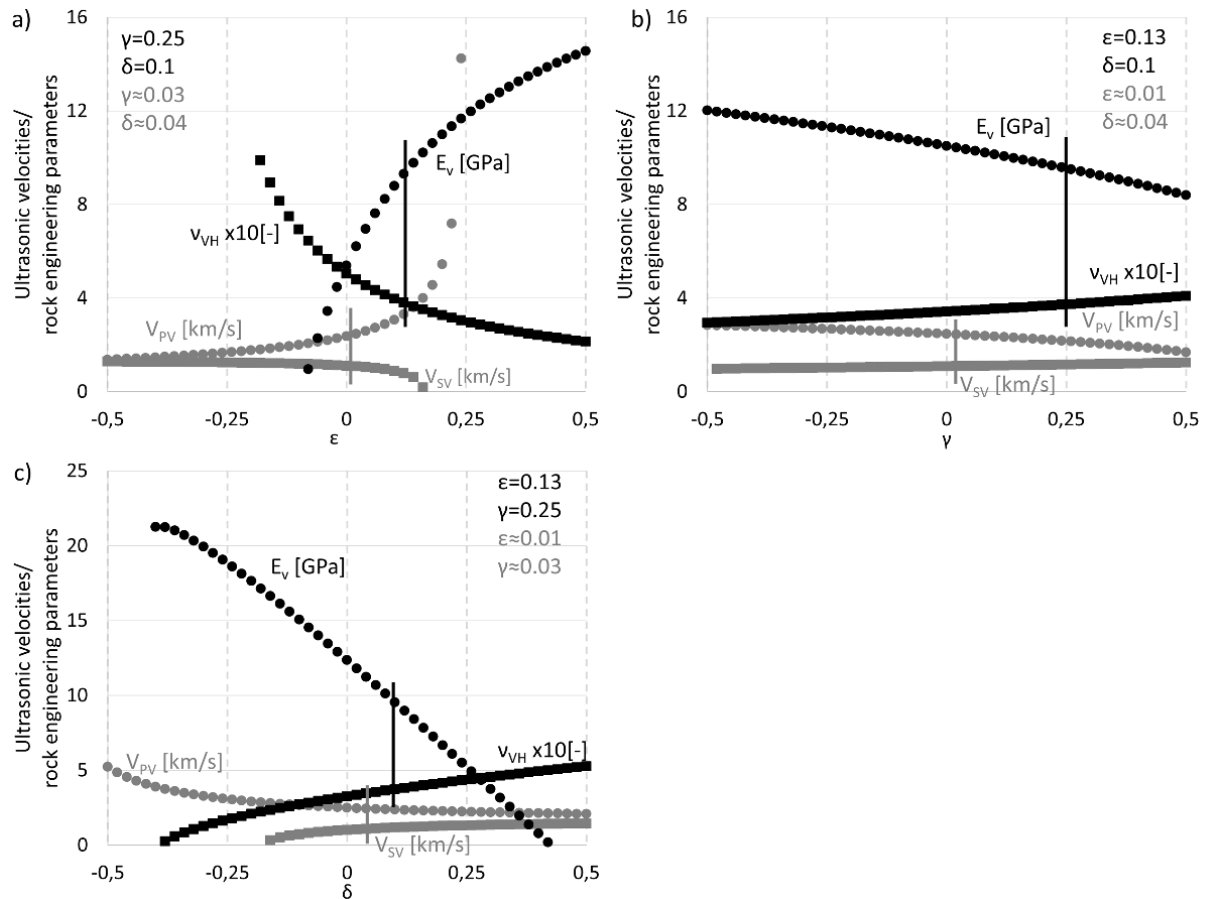 a)
γ=0.25
δ=0.1
γ≈0.03
δ≈0.04
Ultrasonic velocities/
rock engineering parameters
16
12
8
4
0
Eᵥ [GPa]
ν_VH x10[-]
V_PV [km/s]
V_SV [km/s]
-0,5
-0,25
0
0,25
0,5
ε
b)
ε=0.13
δ=0.1
ε≈0.01
δ≈0.04
Ultrasonic velocities/
rock engineering parameters
16
12
8
4
0
Eᵥ [GPa]
ν_VH x10[-]
V_PV [km/s]
V_SV [km/s]
-0,5
-0,25
0
0,25
0,5
γ
c)
ε=0.13
γ=0.25
ε≈0.01
γ≈0.03
Ultrasonic velocities/
rock engineering parameters
25
20
15
10
5
0
Eᵥ [GPa]
ν_VH x10[-]
V_PV [km/s]
V_SV [km/s]
-0,5
-0,25
0
0,25
0,5
δ